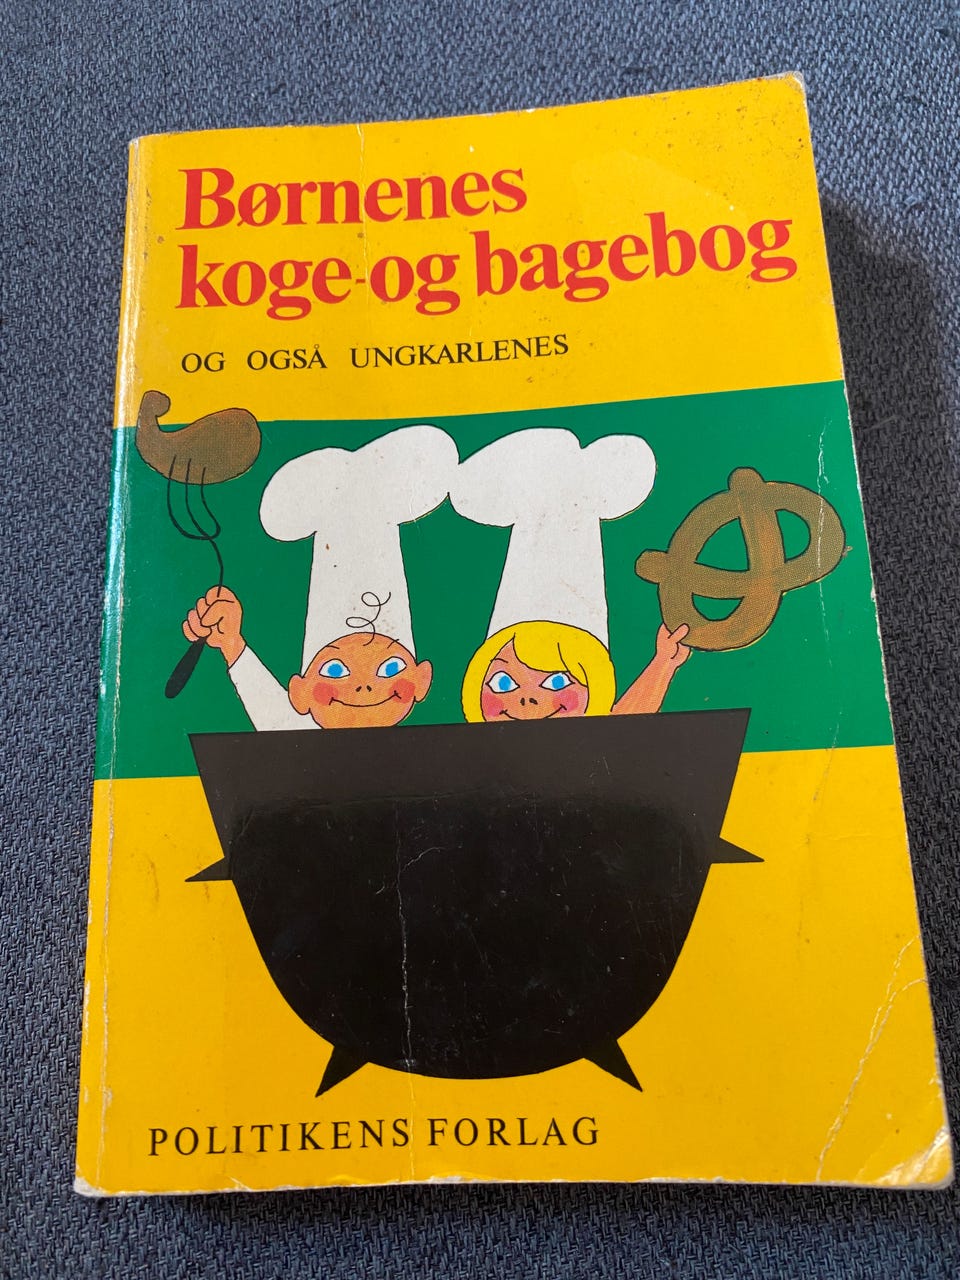 Børnenes
koge-og bagebog
OG OGSÅ UNGKARLENES
POLITIKENS FORLAG